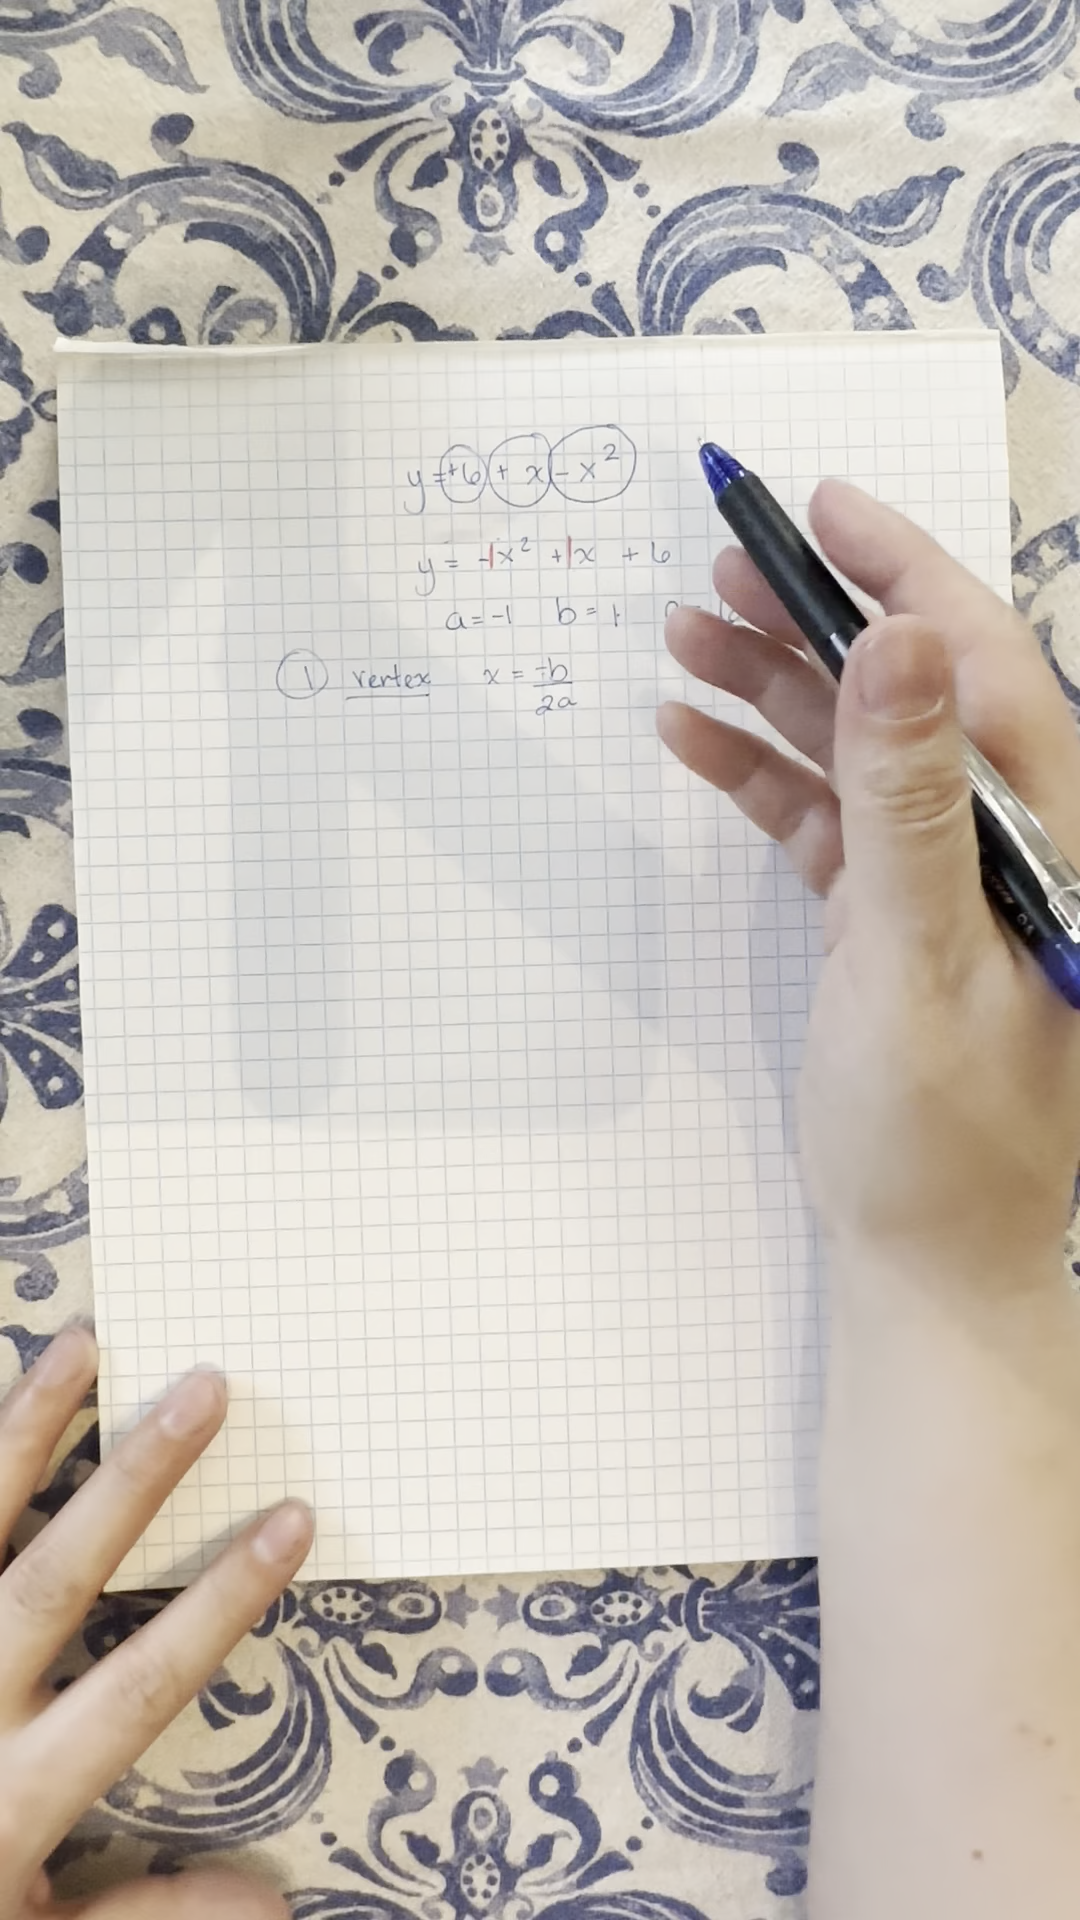 y = +6 + x - x²
y = -1x² + 1x + 6
a = -1 b = 1
① vertex x = -b/2a